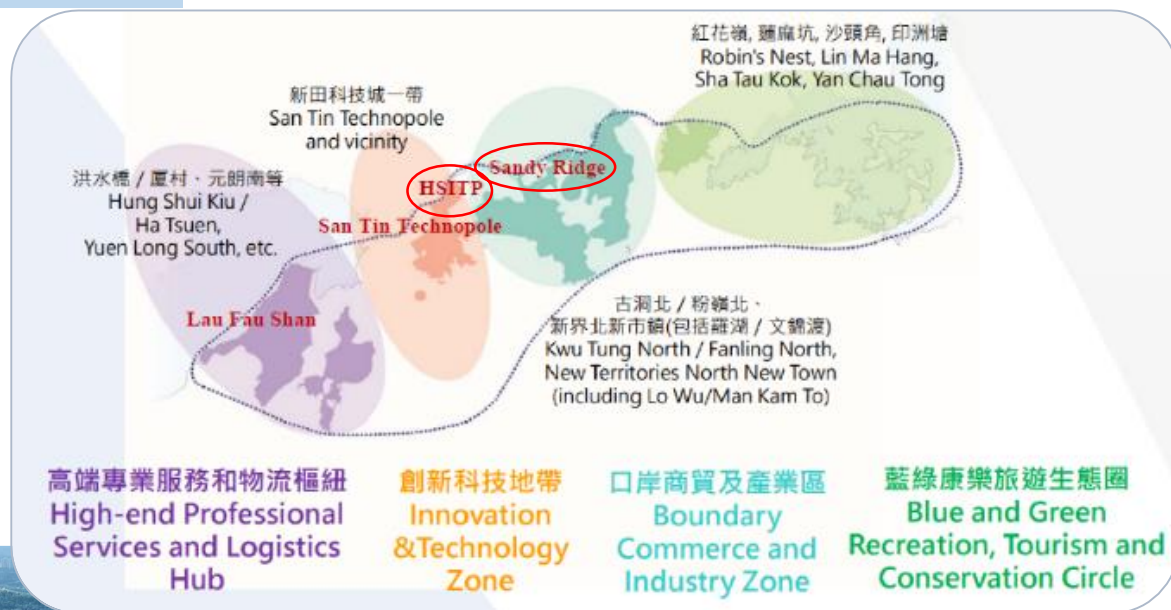 紅花嶺, 蓮麻坑, 沙頭角, 印洲塘
Robin's Nest, Lin Ma Hang,
Sha Tau Kok, Yan Chau Tong
新田科技城一帶
San Tin Technopole
and vicinity
洪水橋 / 厦村、元朗南等
Hung Shui Kiu /
Ha Tsuen,
Yuen Long South, etc.
Sandy Ridge
HSITP
San Tin Technopole
Lau Fau Shan
古洞北 / 粉嶺北、
新界北新市鎮(包括羅湖 / 文錦渡)
Kwu Tung North / Fanling North,
New Territories North New Town
(including Lo Wu/Man Kam To)
高端專業服務和物流樞紐
High-end Professional
Services and Logistics
Hub
創新科技地帶
Innovation
&Technology
Zone
口岸商貿及產業區
Boundary
Commerce and
Industry Zone
藍綠康樂旅遊生態圈
Blue and Green
Recreation, Tourism and
Conservation Circle